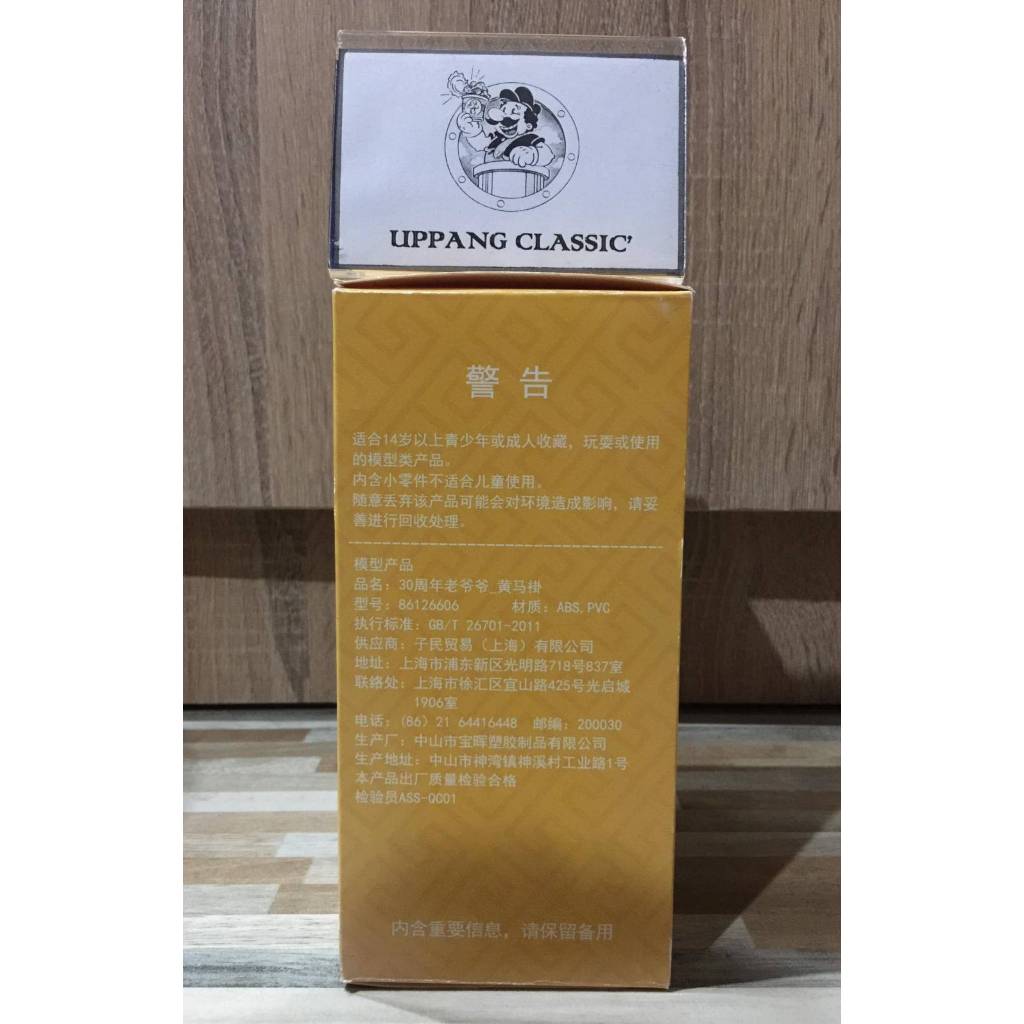 UPPANG CLASSIC'
警告
适合14岁以上青少年或成人收藏，玩耍或使用
的模型类产品。
内含小零件不适合儿童使用。
随意丢弃该产品可能会对环境造成影响，请妥
善进行回收处理。
模型产品
品名：30周年老爷爷_黄马褂
型号：86126606 材质：ABS,PVC
执行标准：GB/T 26701-2011
供应商：子民贸易（上海）有限公司
地址：上海市浦东新区光明路718号837室
联络处：上海市徐汇区宜山路425号光启城
1906室
电话：(86) 21 64416448 邮编：200030
生产厂：中山市宝晖塑胶制品有限公司
生产地址：中山市神湾镇神溪村工业路1号
本产品出厂质量检验合格
检验员ASS-QC01
内含重要信息，请保留备用